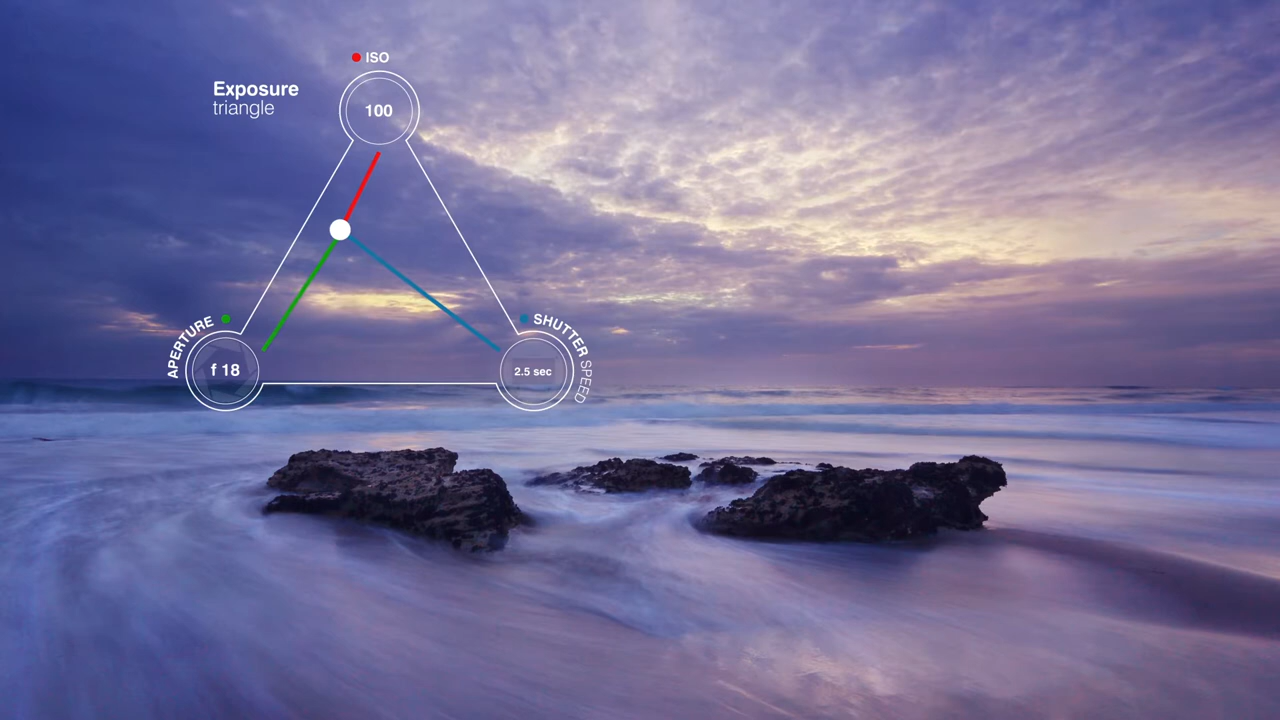 ISO
Exposure
triangle
100
APERTURE
SHUTTER SPEED
f 18
2.5 sec